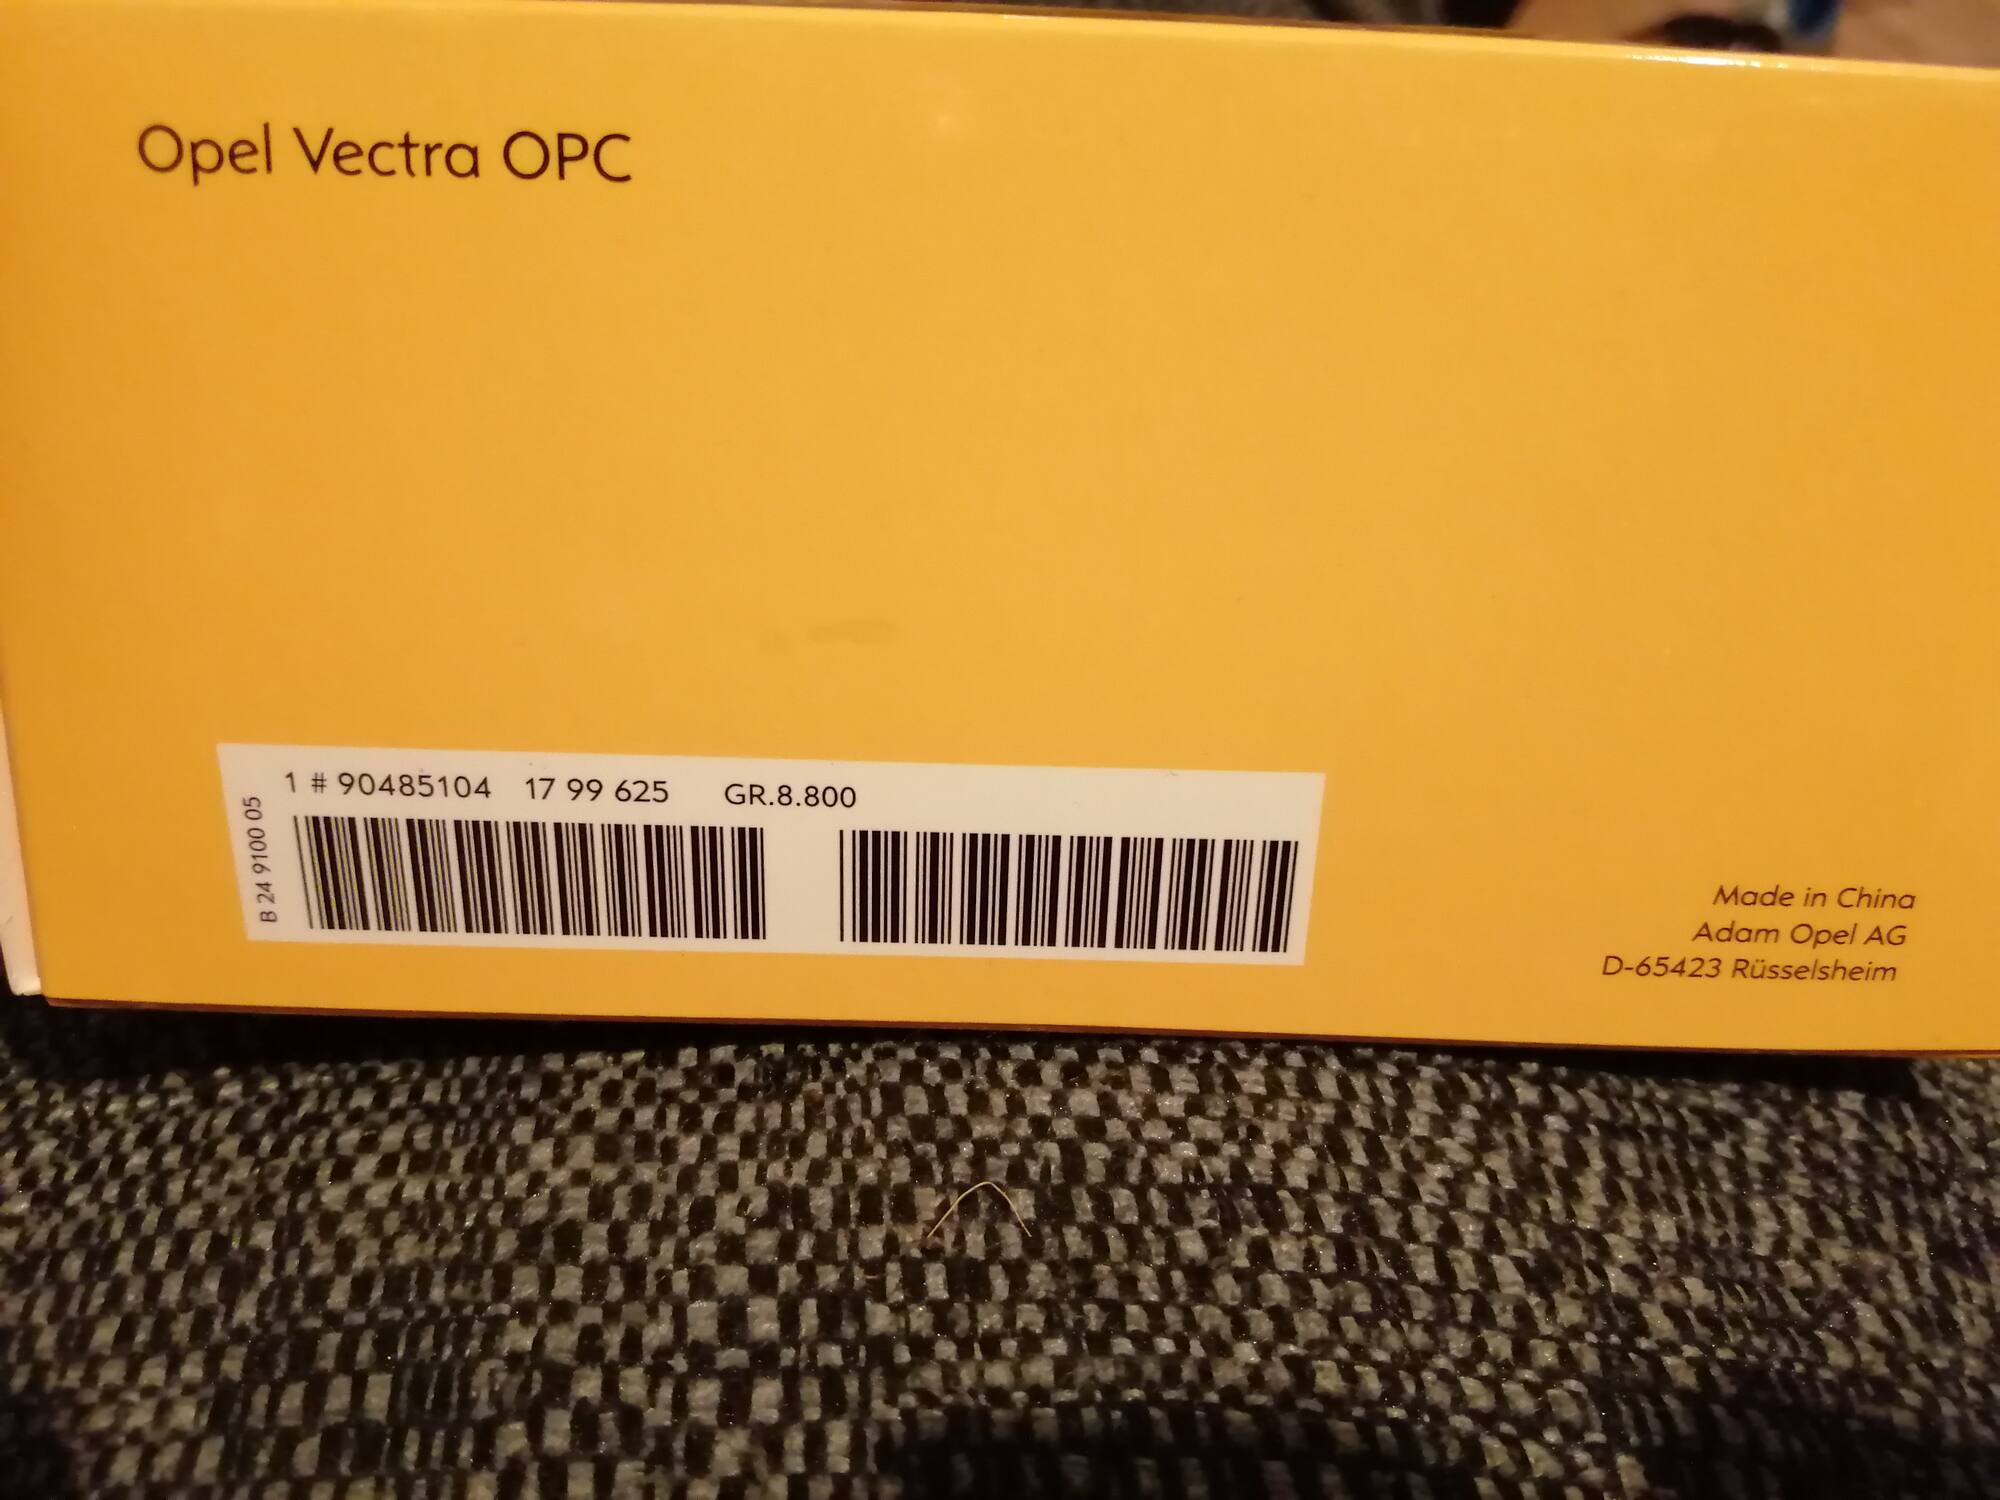 Opel Vectra OPC
1 # 90485104 17 99 625 GR.8.800
B 24 9100 05
Made in China
Adam Opel AG
D-65423 Rüsselsheim